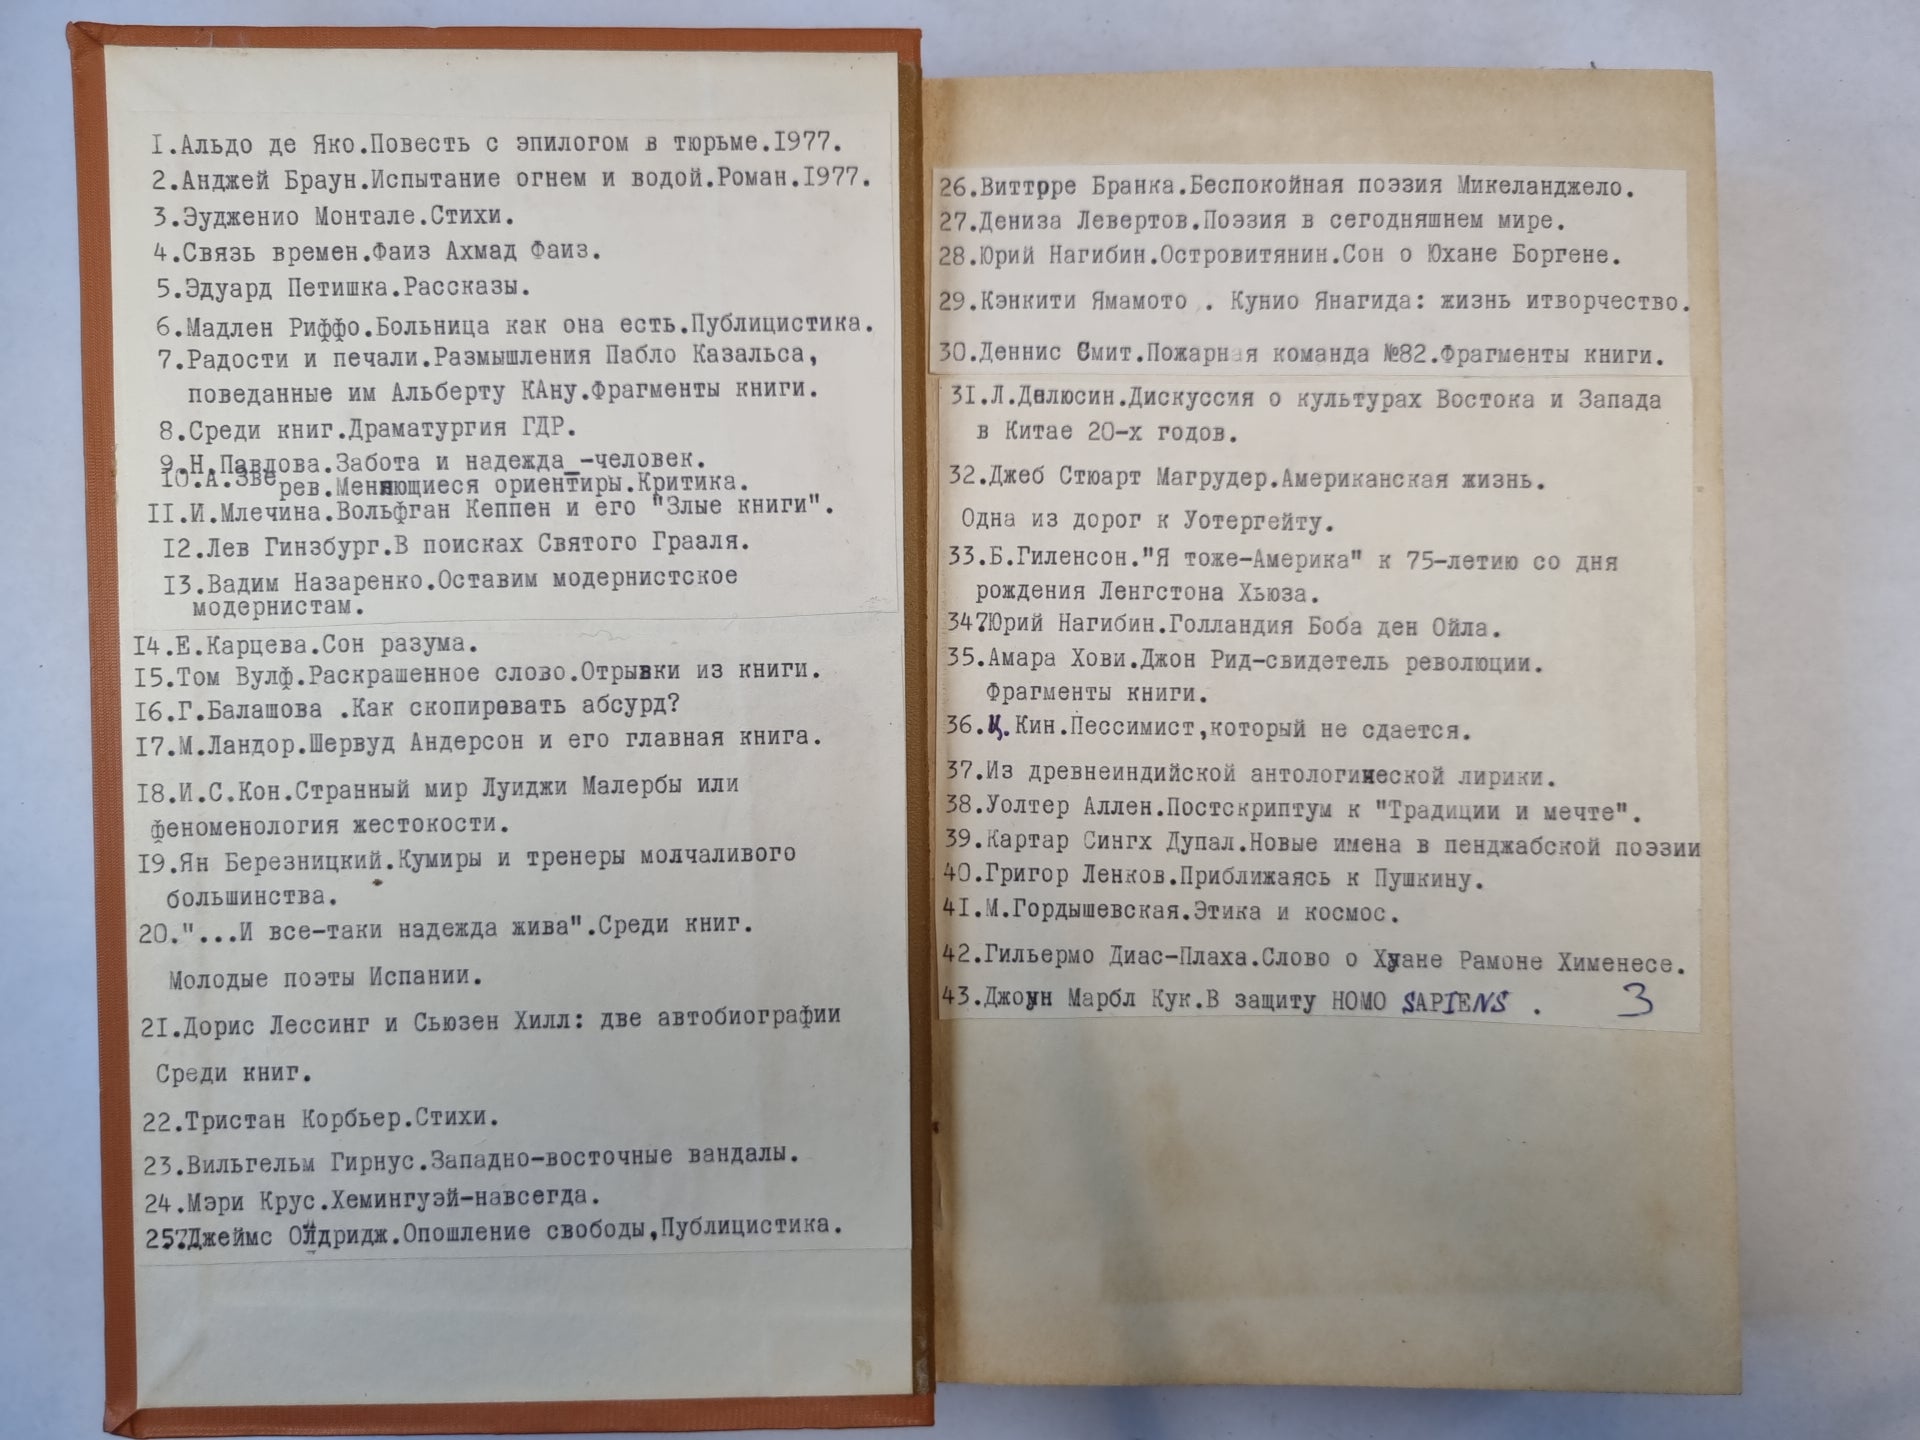 I.Альдо де Яко.Повесть с эпилогом в тюрьме.I977.
2.Анджей Браун.Испытание огнем и водой.Роман.I977.
3.Эудженио Монтале.Стихи.
4.Связь времен.Фаиз Ахмад Фаиз.
5.Эдуард Петишка.Рассказы.
6.Мадлен Риффо.Больница как она есть.Публицистика.
7.Радости и печали.Размышления Пабло Казальса,
поведанные им Альберту КАну.Фрагменты книги.
8.Среди книг.Драматургия ГДР.
9.Н.Павлова.Забота и надежда -человек.
I0.А.Зверев.Меняющиеся ориентиры.Критика.
II.И.Млечина.Вольфган Кеппен и его "Злые книги".
I2.Лев Гинзбург.В поисках Святого Грааля.
I3.Вадим Назаренко.Оставим модернистское
модернистам.
I4.Е.Карцева.Сон разума.
I5.Том Вулф.Раскрашенное слово.Отрывки из книги.
I6.Г.Балашова .Как скопировать абсурд?
I7.М.Ландор.Шервуд Андерсон и его главная книга.
I8.И.С.Кон.Странный мир Луиджи Малербы или
феноменология жестокости.
I9.Ян Березницкий.Кумиры и тренеры молчаливого
большинства.
20."...И все-таки надежда жива".Среди книг.
Молодые поэты Испании.
2I.Дорис Лессинг и Сьюзен Хилл: две автобиографии
Среди книг.
22.Тристан Корбьер.Стихи.
23.Вильгельм Гирнус.Западно-восточные вандалы.
24.Мэри Крус.Хемингуэй-навсегда.
257.Джеймс Олдридж.Опошление свободы,Публицистика.
26.Витторре Бранка.Беспокойная поэзия Микеланджело.
27.Дениза Левертов.Поэзия в сегодняшнем мире.
28.Юрий Нагибин.Островитянин.Сон о Юхане Боргене.
29.Кэнкити Ямамото . Кунио Янагида: жизнь итворчество.
30.Деннис Смит.Пожарная команда №82.Фрагменты книги.
3I.Л.Делюсин.Дискуссия о культурах Востока и Запада
в Китае 20-х годов.
32.Джеб Стюарт Магрудер.Американская жизнь.
Одна из дорог к Уотергейту.
33.Б.Гиленсон."Я тоже-Америка" к 75-летию со дня
рождения Ленгстона Хьюза.
347Юрий Нагибин.Голландия Боба ден Ойла.
35.Амара Хови.Джон Рид-свидетель революции.
Фрагменты книги.
36.Ц.Кин.Пессимист,который не сдается.
37.Из древнеиндийской антологической лирики.
38.Уолтер Аллен.Постскриптум к "Традиции и мечте".
39.Картар Сингх Дупал.Новые имена в пенджабской поэзии
40.Григор Ленков.Приближаясь к Пушкину.
4I.М.Гордышевская.Этика и космос.
42.Гильермо Диас-Плаха.Слово о Хуане Рамоне Хименесе.
43.Джоун Марбл Кук.В защиту HOMO SAPIENS . 3